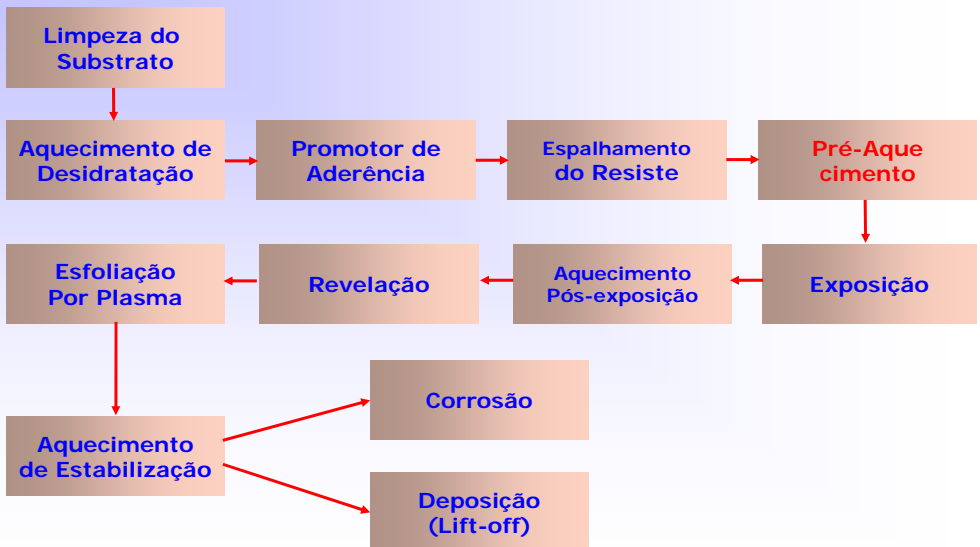 Limpeza do
Substrato
Aquecimento de
Desidratação
Promotor de
Aderência
Espalhamento
do Resiste
Pré-Aque
cimento
Esfoliação
Por Plasma
Revelação
Aquecimento
Pós-exposição
Exposição
Corrosão
Aquecimento
de Estabilização
Deposição
(Lift-off)